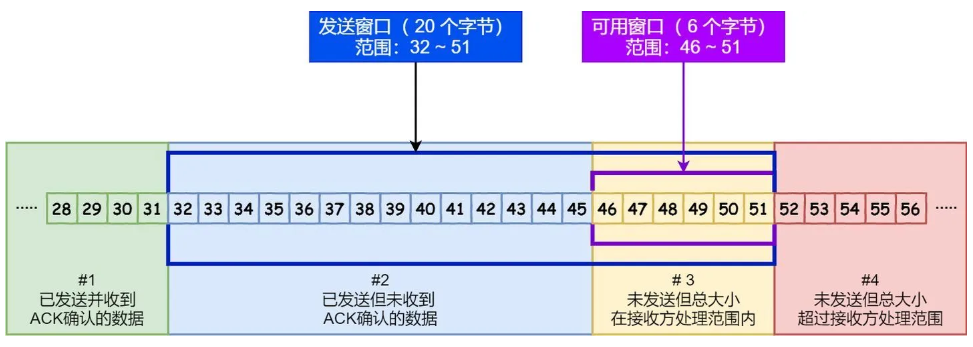 发送窗口（20 个字节）
范围：32 ~ 51
可用窗口（6 个字节）
范围：46 ~ 51
..... 28 29 30 31 32 33 34 35 36 37 38 39 40 41 42 43 44 45 46 47 48 49 50 51 52 53 54 55 56 .....
#1
已发送并收到
ACK确认的数据
#2
已发送但未收到
ACK确认的数据
# 3
未发送但总大小
在接收方处理范围内
#4
未发送但总大小
超过接收方处理范围